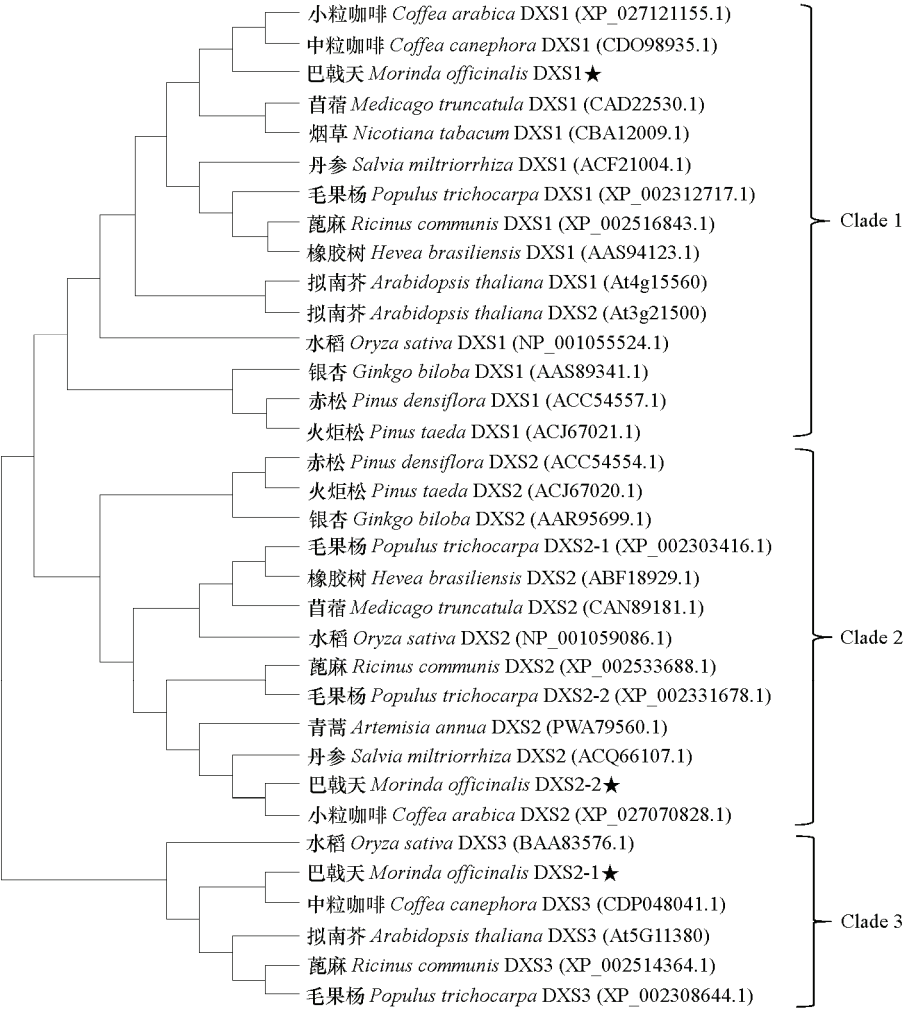 小粒咖啡 Coffea arabica DXS1 (XP_027121155.1)
中粒咖啡 Coffea canephora DXS1 (CDO98935.1)
巴戟天 Morinda officinalis DXS1★
苜蓿 Medicago truncatula DXS1 (CAD22530.1)
烟草 Nicotiana tabacum DXS1 (CBA12009.1)
丹参 Salvia miltriorrhiza DXS1 (ACF21004.1)
毛果杨 Populus trichocarpa DXS1 (XP_002312717.1)
蓖麻 Ricinus communis DXS1 (XP_002516843.1)
Clade 1
橡胶树 Hevea brasiliensis DXS1 (AAS94123.1)
拟南芥 Arabidopsis thaliana DXS1 (At4g15560)
拟南芥 Arabidopsis thaliana DXS2 (At3g21500)
水稻 Oryza sativa DXS1 (NP_001055524.1)
银杏 Ginkgo biloba DXS1 (AAS89341.1)
赤松 Pinus densiflora DXS1 (ACC54557.1)
火炬松 Pinus taeda DXS1 (ACJ67021.1)
赤松 Pinus densiflora DXS2 (ACC54554.1)
火炬松 Pinus taeda DXS2 (ACJ67020.1)
银杏 Ginkgo biloba DXS2 (AAR95699.1)
毛果杨 Populus trichocarpa DXS2-1 (XP_002303416.1)
橡胶树 Hevea brasiliensis DXS2 (ABF18929.1)
苜蓿 Medicago truncatula DXS2 (CAN89181.1)
水稻 Oryza sativa DXS2 (NP_001059086.1)
Clade 2
蓖麻 Ricinus communis DXS2 (XP_002533688.1)
毛果杨 Populus trichocarpa DXS2-2 (XP_002331678.1)
青蒿 Artemisia annua DXS2 (PWA79560.1)
丹参 Salvia miltriorrhiza DXS2 (ACQ66107.1)
巴戟天 Morinda officinalis DXS2-2★
小粒咖啡 Coffea arabica DXS2 (XP_027070828.1)
水稻 Oryza sativa DXS3 (BAA83576.1)
巴戟天 Morinda officinalis DXS2-1★
中粒咖啡 Coffea canephora DXS3 (CDP048041.1)
Clade 3
拟南芥 Arabidopsis thaliana DXS3 (At5G11380)
蓖麻 Ricinus communis DXS3 (XP_002514364.1)
毛果杨 Populus trichocarpa DXS3 (XP_002308644.1)